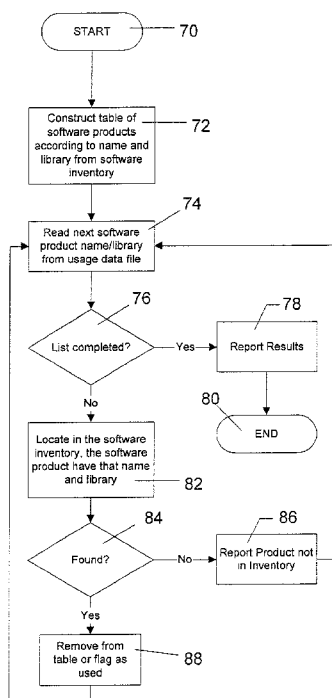 START
70
Construct table of
software products
according to name and
library from software
inventory
72
Read next software
product name/library
from usage data file
74
List completed?
76
Yes
Report Results
78
END
80
No
Locate in the software
inventory, the software
product have that name
and library
82
Found?
84
No
Report Product not
in Inventory
86
Yes
Remove from
table or flag as
used
88